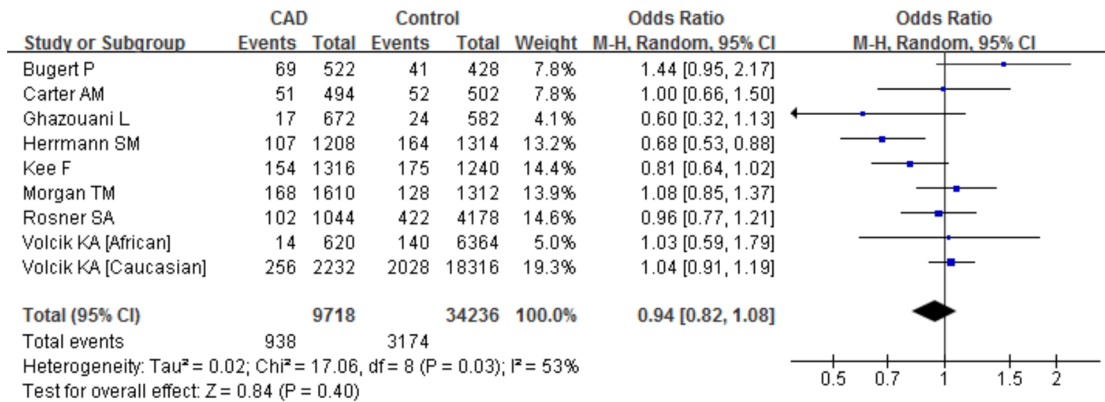 CAD Control Odds Ratio Odds Ratio
Study or Subgroup Events Total Events Total Weight M-H, Random, 95% CI M-H, Random, 95% CI
Bugert P 69 522 41 428 7.8% 1.44 [0.95, 2.17]
Carter AM 51 494 52 502 7.8% 1.00 [0.66, 1.50]
Ghazouani L 17 672 24 582 4.1% 0.60 [0.32, 1.13]
Herrmann SM 107 1208 164 1314 13.2% 0.68 [0.53, 0.88]
Kee F 154 1316 175 1240 14.4% 0.81 [0.64, 1.02]
Morgan TM 168 1610 128 1312 13.9% 1.08 [0.85, 1.37]
Rosner SA 102 1044 422 4178 14.6% 0.96 [0.77, 1.21]
Volcik KA [African] 14 620 140 6364 5.0% 1.03 [0.59, 1.79]
Volcik KA [Caucasian] 256 2232 2028 18316 19.3% 1.04 [0.91, 1.19]
Total (95% CI) 9718 34236 100.0% 0.94 [0.82, 1.08]
Total events 938 3174
Heterogeneity: Tau² = 0.02; Chi² = 17.06, df = 8 (P = 0.03); I² = 53%
Test for overall effect: Z = 0.84 (P = 0.40)
0.5 0.7 1 1.5 2